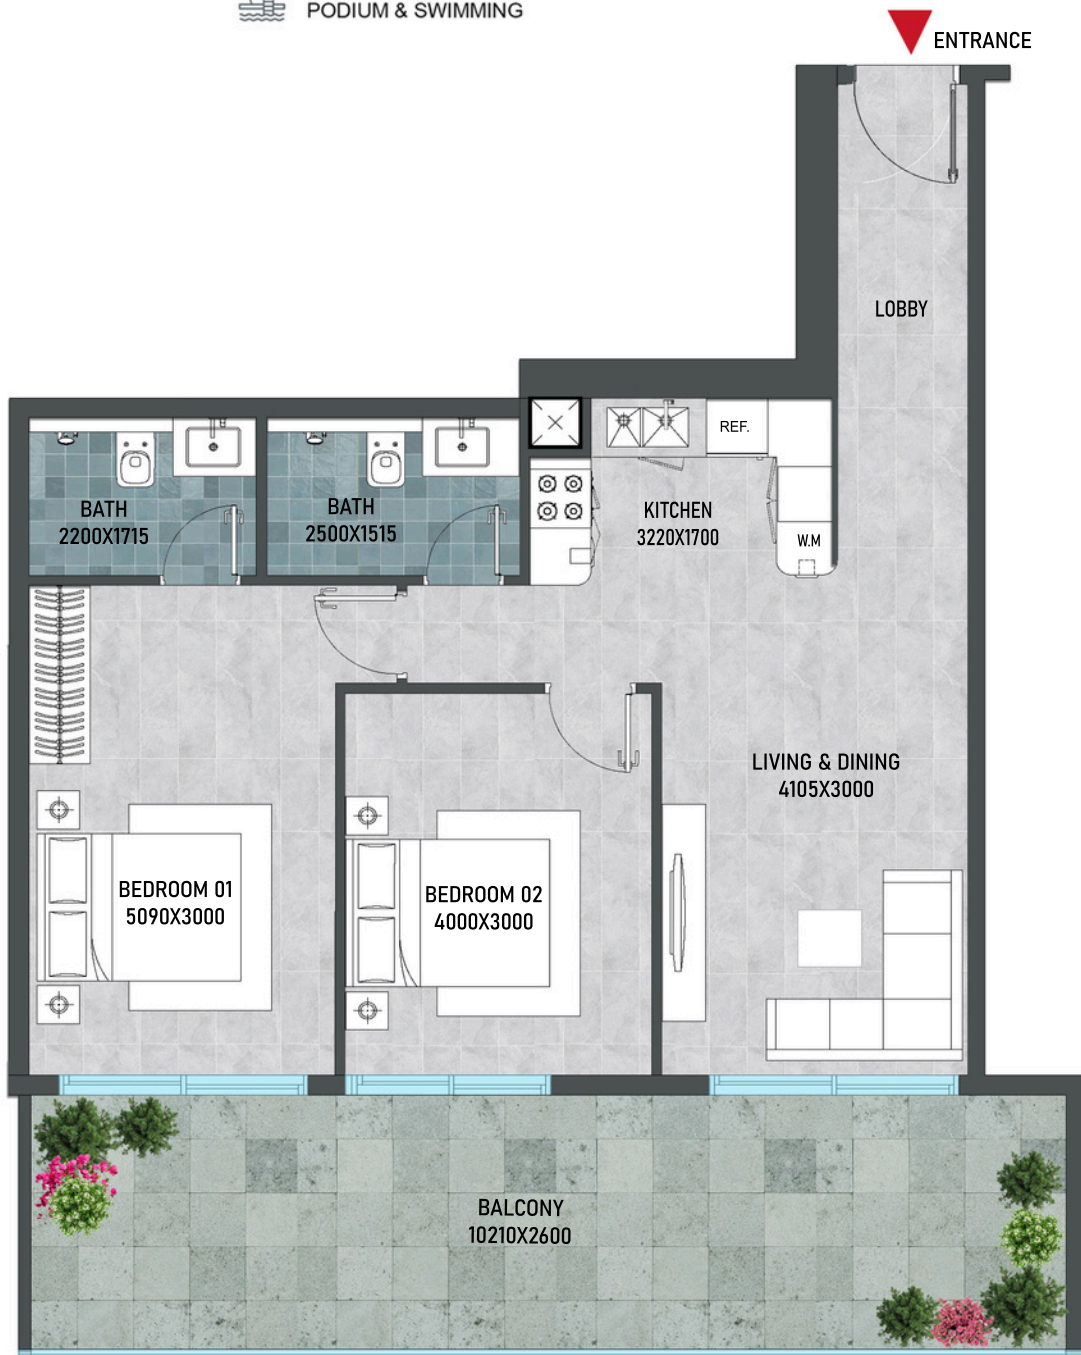 PODIUM & SWIMMING
ENTRANCE
LOBBY
REF.
BATH
2200X1715
BATH
2500X1515
KITCHEN
3220X1700
W.M
LIVING & DINING
4105X3000
BEDROOM 01
5090X3000
BEDROOM 02
4000X3000
BALCONY
10210X2600